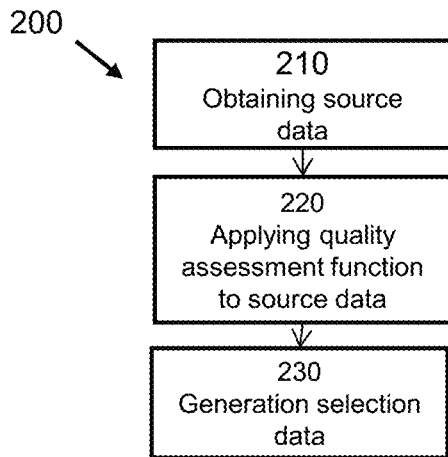 200
210
Obtaining source
data
220
Applying quality
assessment function
to source data
230
Generation selection
data